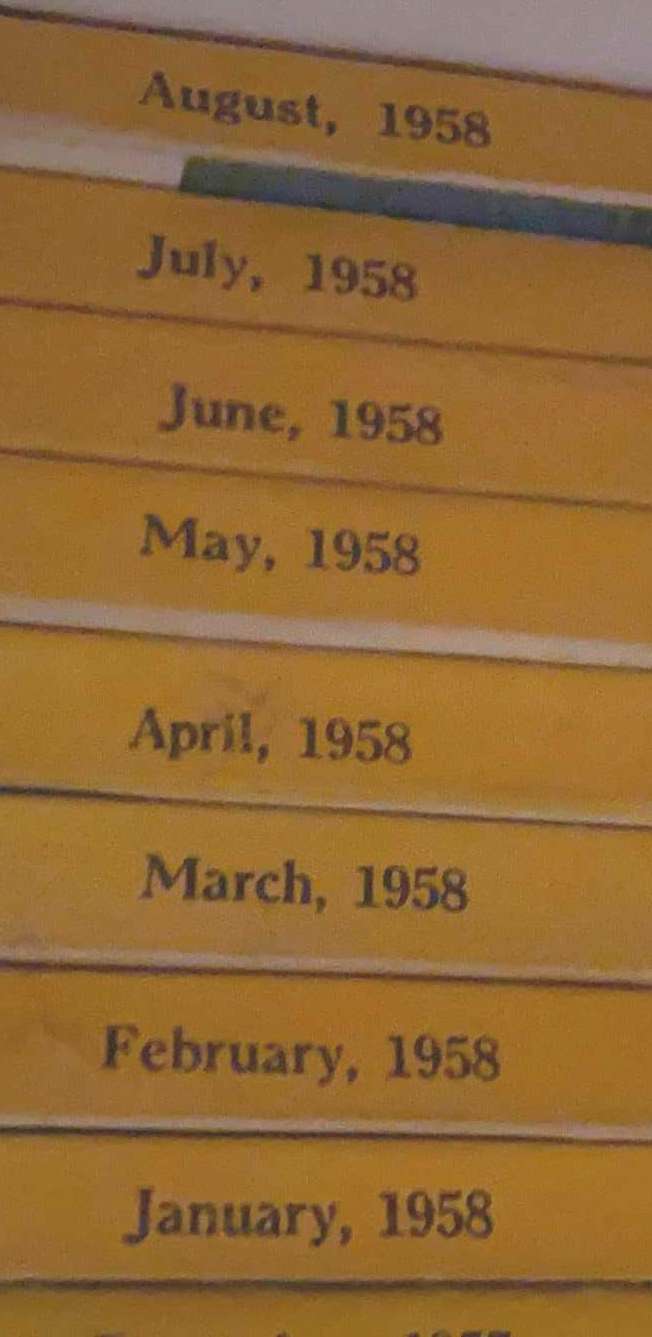 August, 1958
July, 1958
June, 1958
May, 1958
April, 1958
March, 1958
February, 1958
January, 1958